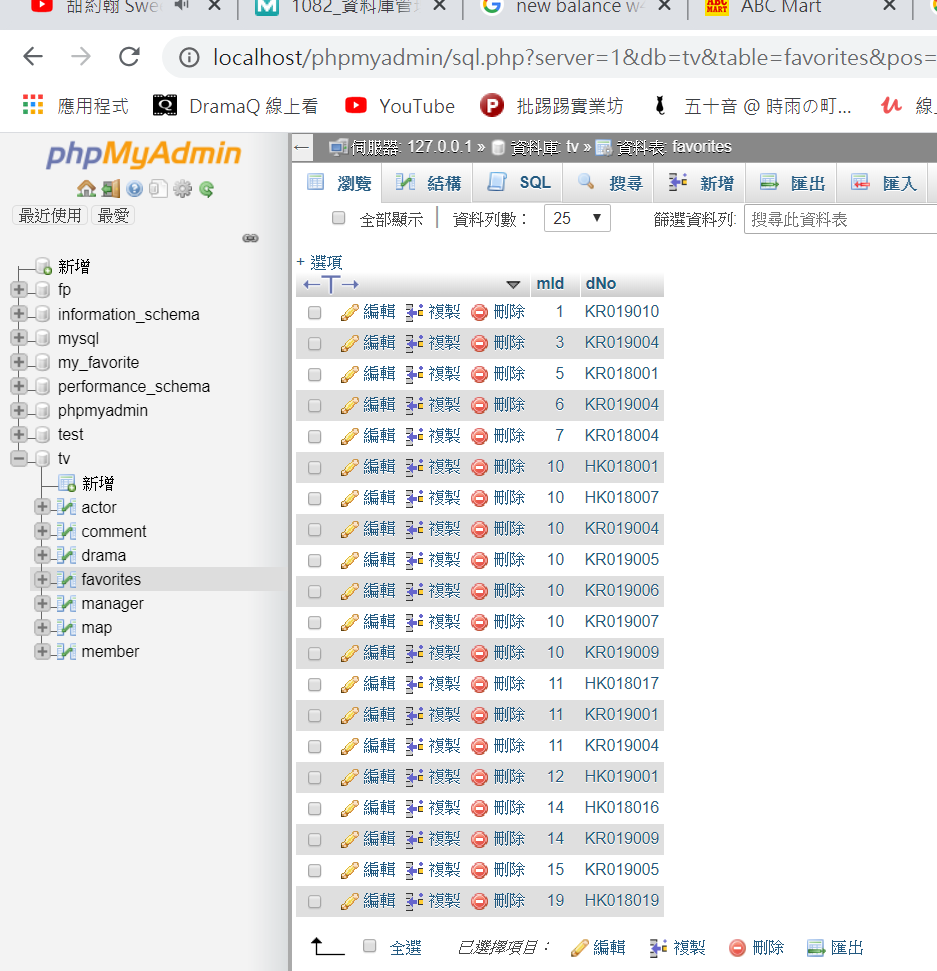 甜約翰 Swee
1082_資料庫管
new balance w4
ABC MART
ABC Mart
localhost/phpmyadmin/sql.php?server=1&db=tv&table=favorites&pos=
應用程式
DramaQ 線上看
YouTube
批踢踢實業坊
五十音 @ 時雨の町...
線上
phpMyAdmin
最近使用 最愛
新增
fp
information_schema
mysql
my_favorite
performance_schema
phpmyadmin
test
tv
新增
actor
comment
drama
favorites
manager
map
member
伺服器: 127.0.0.1 » 資料庫: tv » 資料表: favorites
瀏覽 結構 SQL 搜尋 新增 匯出 匯入
全部顯示 | 資料列數： 25 篩選資料列: 搜尋此資料表
+ 選項
←T→ mId dNo
編輯 複製 刪除 1 KR019010
編輯 複製 刪除 3 KR019004
編輯 複製 刪除 5 KR018001
編輯 複製 刪除 6 KR019004
編輯 複製 刪除 7 KR018004
編輯 複製 刪除 10 HK018001
編輯 複製 刪除 10 HK018007
編輯 複製 刪除 10 KR019004
編輯 複製 刪除 10 KR019005
編輯 複製 刪除 10 KR019006
編輯 複製 刪除 10 KR019007
編輯 複製 刪除 10 KR019009
編輯 複製 刪除 11 HK018017
編輯 複製 刪除 11 KR019001
編輯 複製 刪除 11 KR019004
編輯 複製 刪除 12 HK019001
編輯 複製 刪除 14 HK018016
編輯 複製 刪除 14 KR019009
編輯 複製 刪除 15 KR019005
編輯 複製 刪除 19 HK018019
全選 已選擇項目： 編輯 複製 刪除 匯出